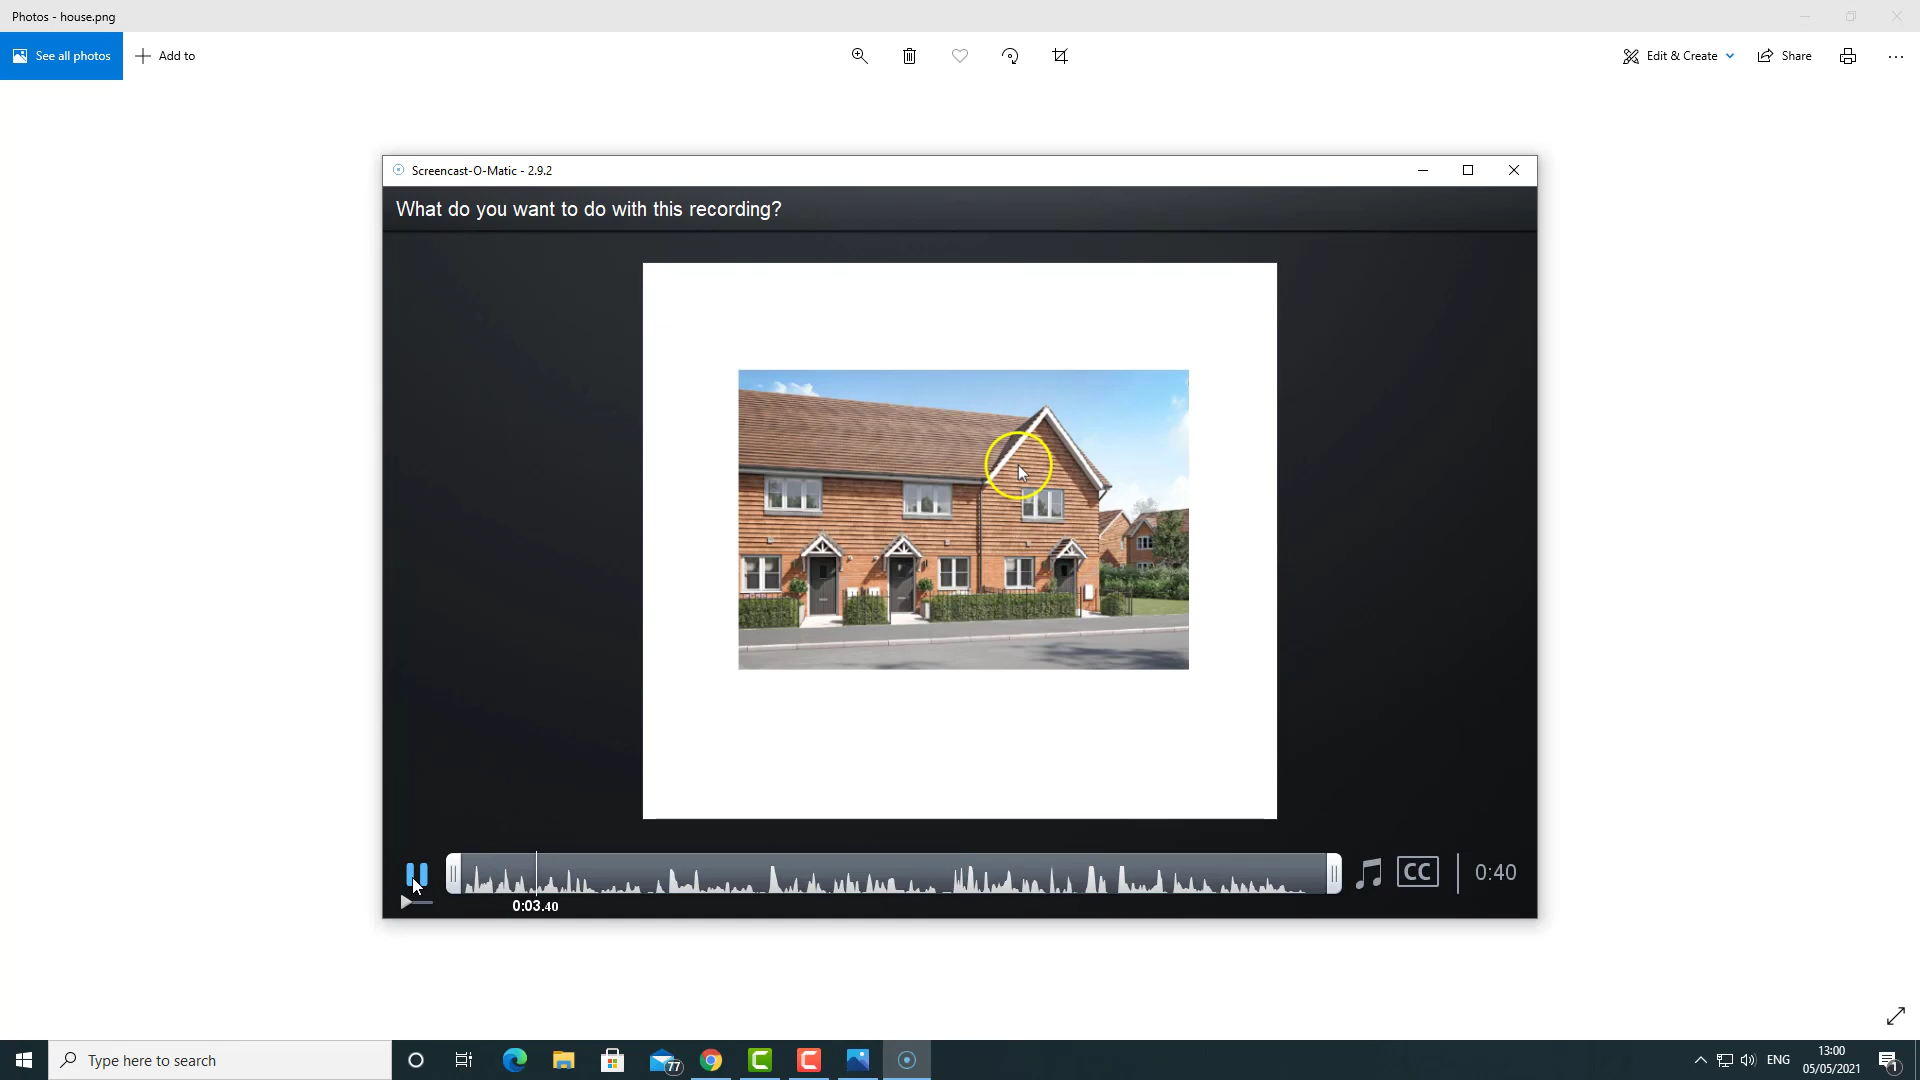 Photos - house.png
See all photos
Add to
Edit & Create
Share
Screencast-O-Matic - 2.9.2
What do you want to do with this recording?
CC
0:40
0:03.40
Type here to search
77
ENG
13:00
05/05/2021
1